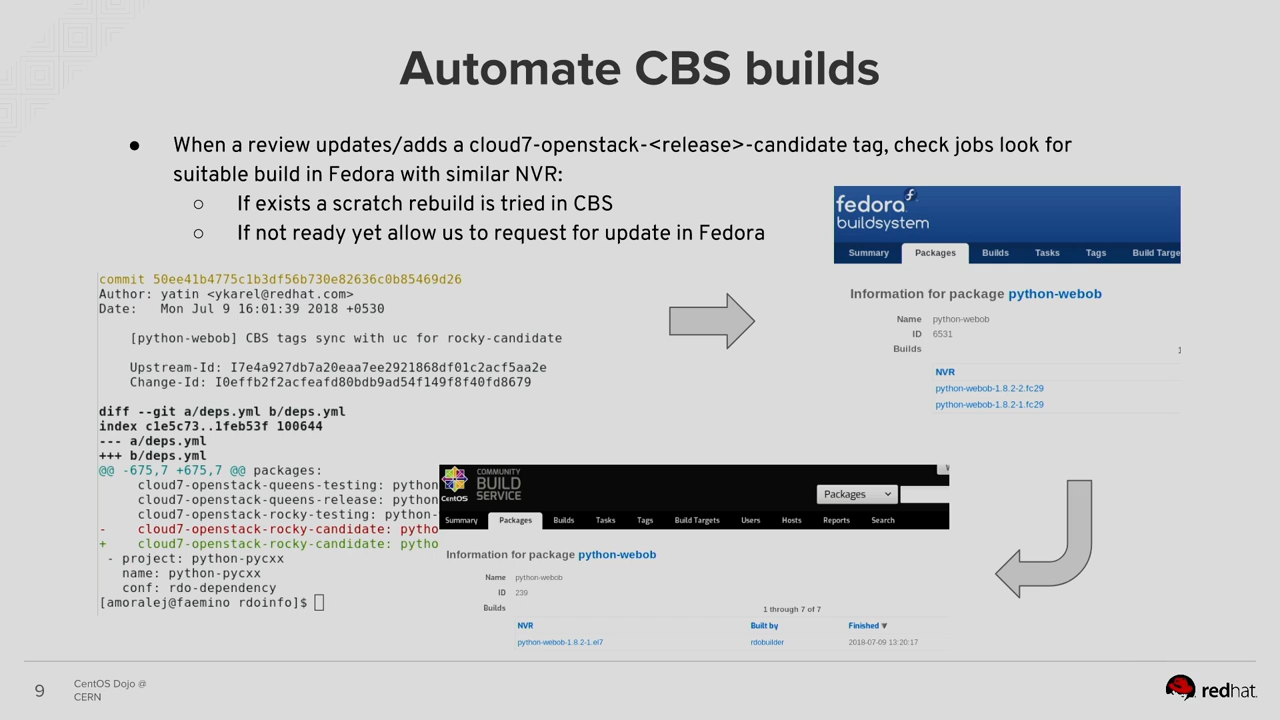 Automate CBS builds
● When a review updates/adds a cloud7-openstack-<release>-candidate tag, check jobs look for
suitable build in Fedora with similar NVR:
○ If exists a scratch rebuild is tried in CBS
○ If not ready yet allow us to request for update in Fedora
commit 50ee41b4775c1b3df56b730e82636c0b85469d26
Author: yatin <ykarel@redhat.com>
Date:   Mon Jul 9 16:01:39 2018 +0530
[python-webob] CBS tags sync with uc for rocky-candidate
Upstream-Id: I7e4a927db7a20eaa7ee2921868df01c2acf5aa2e
Change-Id: I0effb2f2acfeafd80bdb9ad54f149f8f40fd8679
diff --git a/deps.yml b/deps.yml
index c1e5c73..1feb53f 100644
--- a/deps.yml
+++ b/deps.yml
@@ -675,7 +675,7 @@ packages:
cloud7-openstack-queens-testing: python
cloud7-openstack-queens-release: python
cloud7-openstack-rocky-testing: python-
-    cloud7-openstack-rocky-candidate: pytho
+    cloud7-openstack-rocky-candidate: pytho
- project: python-pycxx
name: python-pycxx
conf: rdo-dependency
[amoralej@faemino rdoinfo]$
fedora
buildsystem
Summary Packages Builds Tasks Tags Build Targe
Information for package python-webob
Name python-webob
ID 6531
Builds
NVR
python-webob-1.8.2-2.fc29
python-webob-1.8.2-1.fc29
CentOS
COMMUNITY
BUILD
SERVICE
Packages
Summary Packages Builds Tasks Tags Build Targets Users Hosts Reports Search
Information for package python-webob
Name python-webob
ID 239
Builds 1 through 7 of 7
NVR Built by Finished ▼
python-webob-1.8.2-1.el7 rdobuilder 2018-07-09 13:20:17
9
CentOS Dojo @
CERN
redhat.